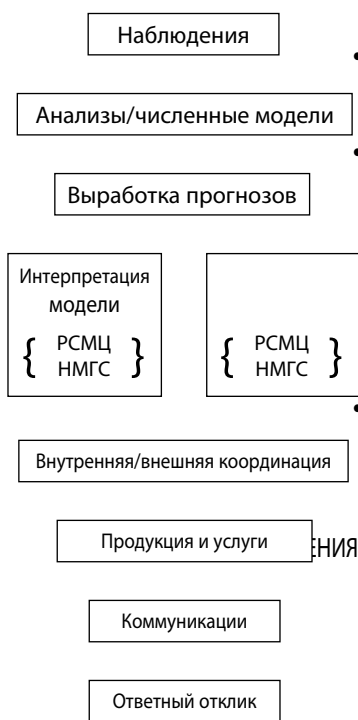 Наблюдения
•
Анализы/численные модели
•
Выработка прогнозов
Интерпретация
модели
{ РСМЦ }
НМГС
{ РСМЦ }
НМГС
•
Внутренняя/внешняя координация
Продукция и услуги
ЕНИЯ
Коммуникации
Ответный отклик